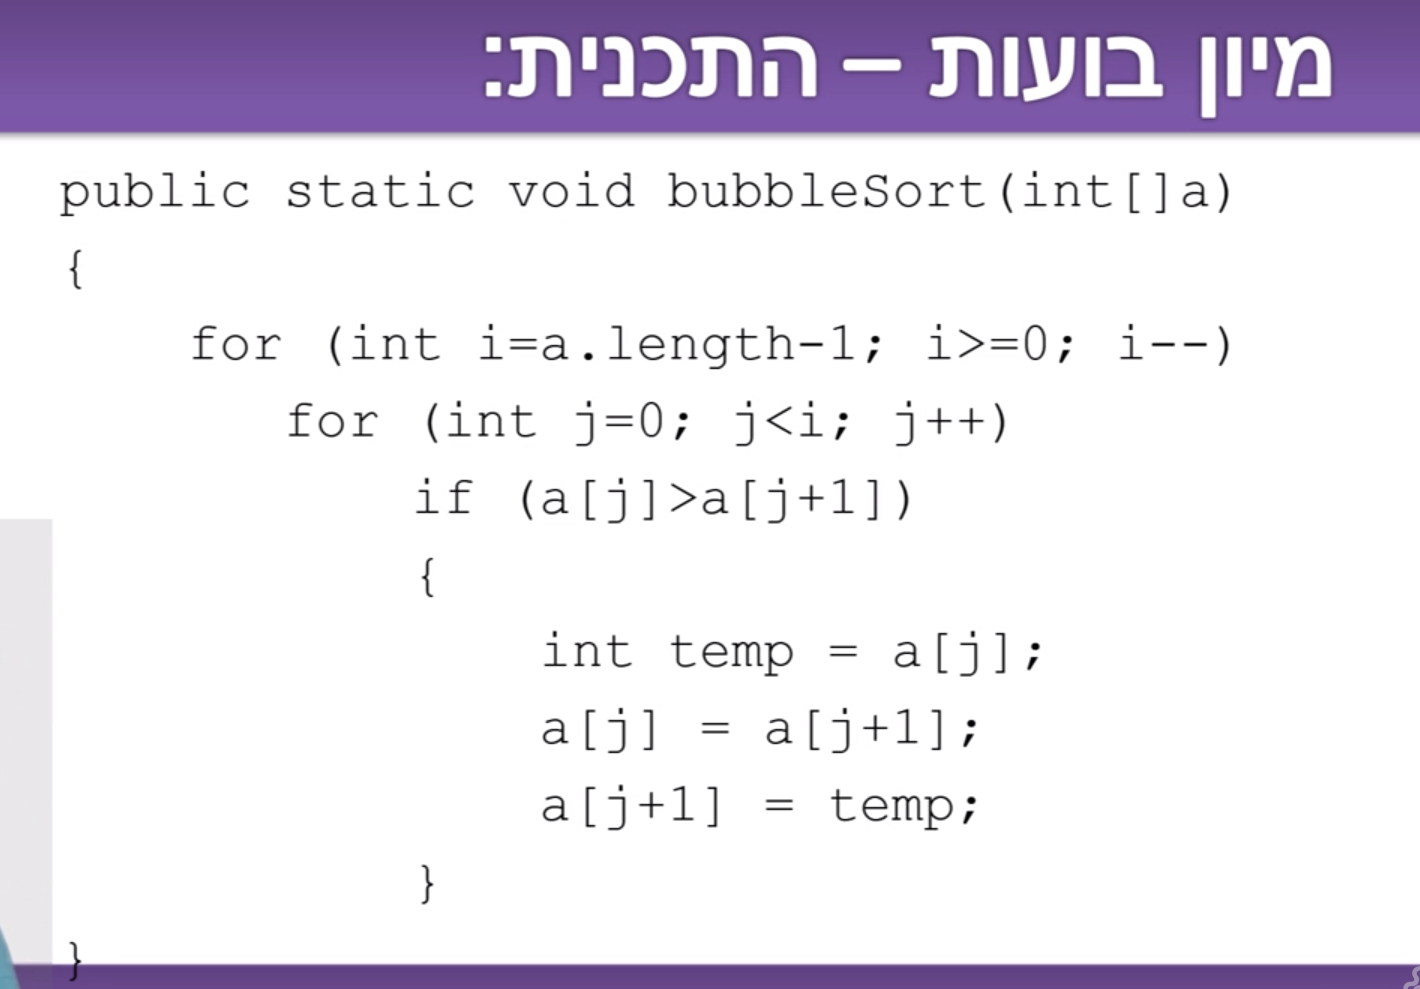 מיון בועות – התכנית:
public static void bubbleSort(int[]a)
{
for (int i=a.length-1; i>=0; i--)
for (int j=0; j<i; j++)
if (a[j]>a[j+1])
{
int temp = a[j];
a[j] = a[j+1];
a[j+1] = temp;
}
}